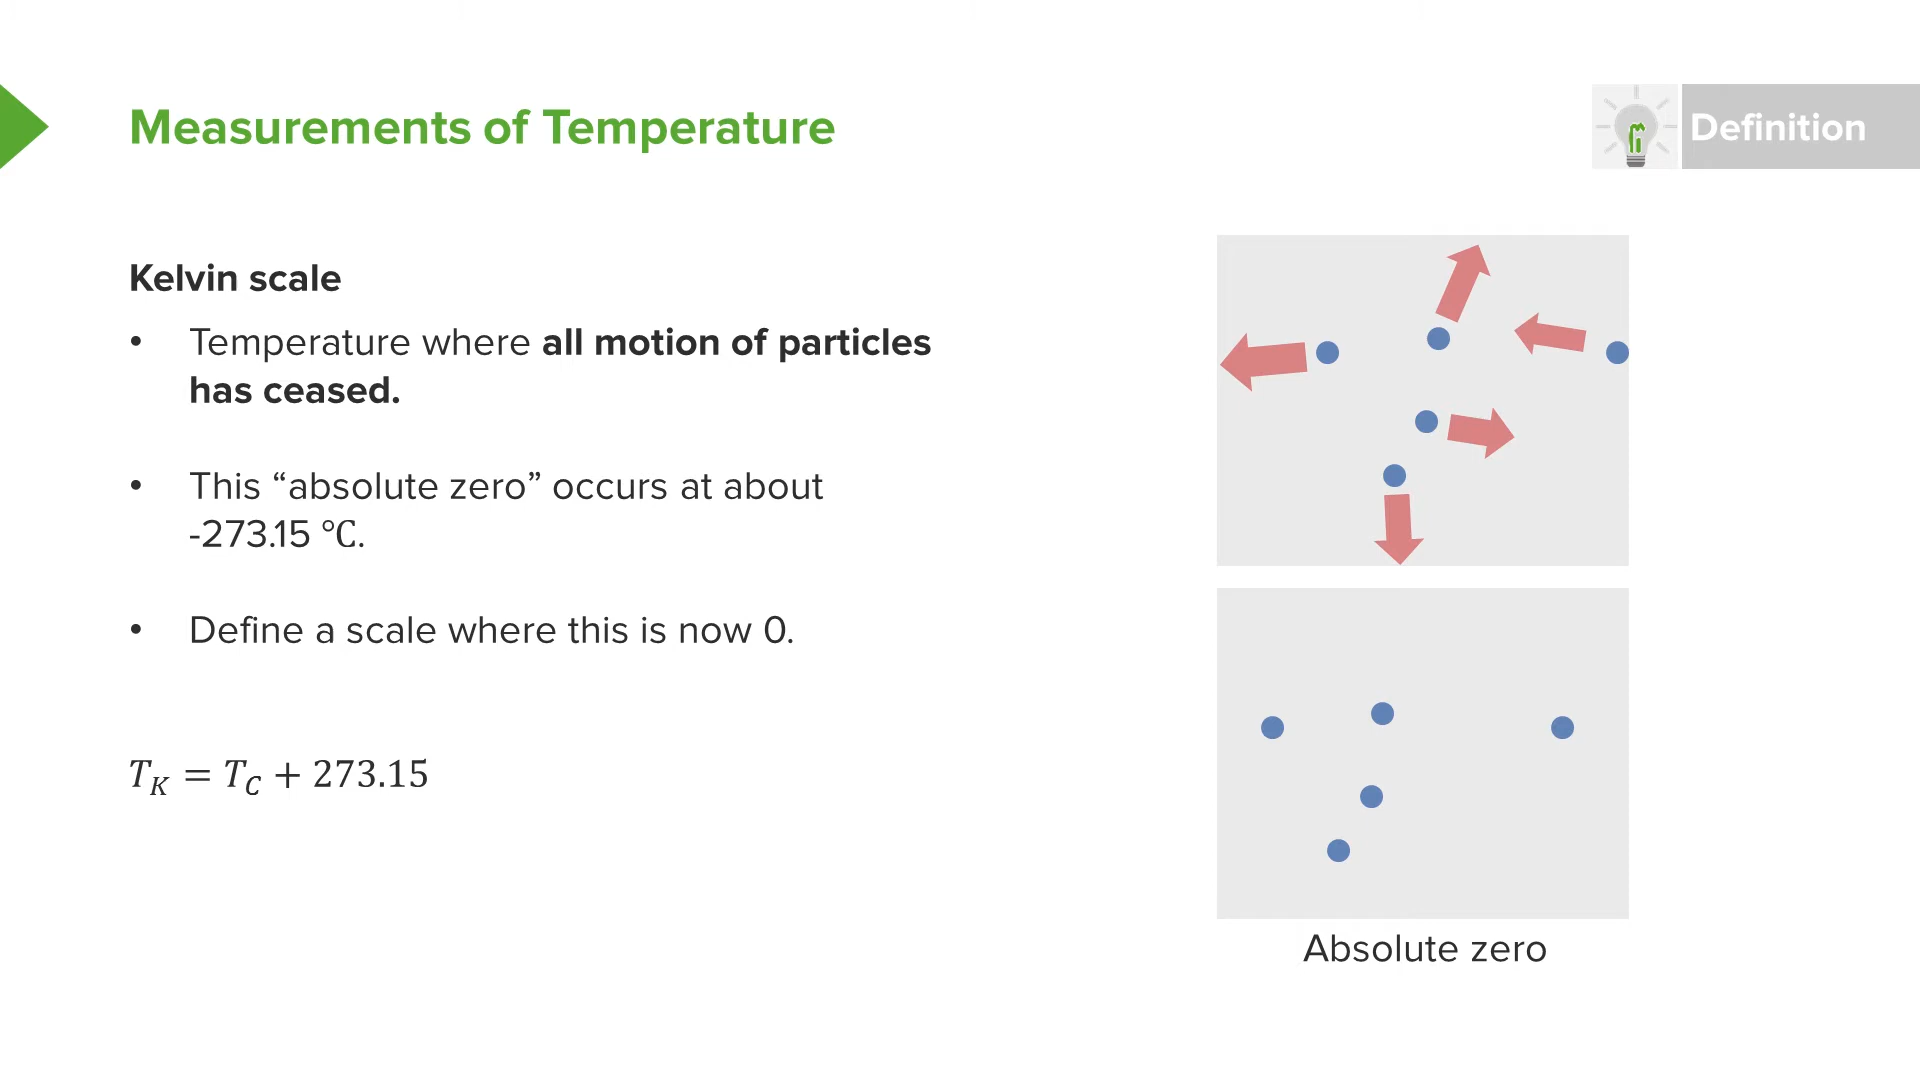 Measurements of Temperature
Definition
Kelvin scale
• Temperature where all motion of particles
has ceased.
• This “absolute zero” occurs at about
-273.15 °C.
• Define a scale where this is now 0.
T_K = T_C + 273.15
Absolute zero